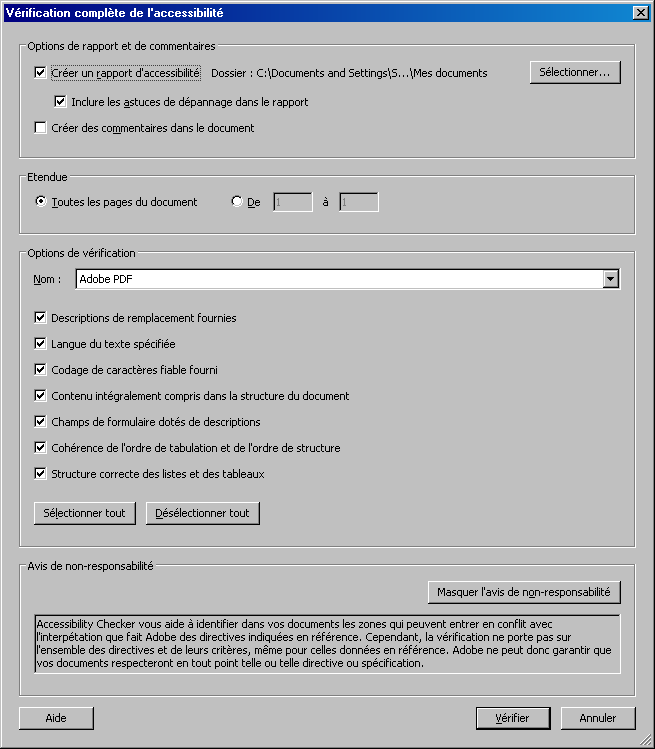 Vérification complète de l'accessibilité
Options de rapport et de commentaires
Créer un rapport d'accessibilité Dossier : C:\Documents and Settings\S...\Mes documents Sélectionner...
Inclure les astuces de dépannage dans le rapport
Créer des commentaires dans le document
Etendue
Toutes les pages du document De 1 à 1
Options de vérification
Nom : Adobe PDF
Descriptions de remplacement fournies
Langue du texte spécifiée
Codage de caractères fiable fourni
Contenu intégralement compris dans la structure du document
Champs de formulaire dotés de descriptions
Cohérence de l'ordre de tabulation et de l'ordre de structure
Structure correcte des listes et des tableaux
Sélectionner tout Désélectionner tout
Avis de non-responsabilité
Masquer l'avis de non-responsabilité
Accessibility Checker vous aide à identifier dans vos documents les zones qui peuvent entrer en conflit avec
l'interpétation que fait Adobe des directives indiquées en référence. Cependant, la vérification ne porte pas sur
l'ensemble des directives et de leurs critères, même pour celles données en référence. Adobe ne peut donc garantir que
vos documents respecteront en tout point telle ou telle directive ou spécification.
Aide Vérifier Annuler